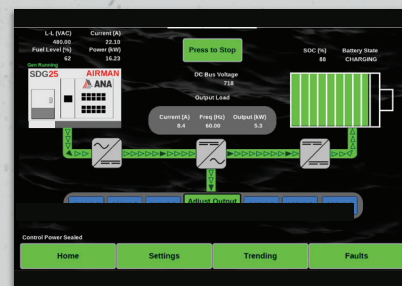 L-L (VAC) Current (A)
480.00 22.10
Fuel Level (%) Power (kW)
62 16.23
Gen Running
SDG25 AIRMAN
ANA
Press to Stop
SOC (%) Battery State
88 CHARGING
DC Bus Voltage
718
Output Load
Current (A) Freq (Hz) Output (kW)
8.4 60.00 5.3
Adjust Output
Control Power Sealed
Home Settings Trending Faults